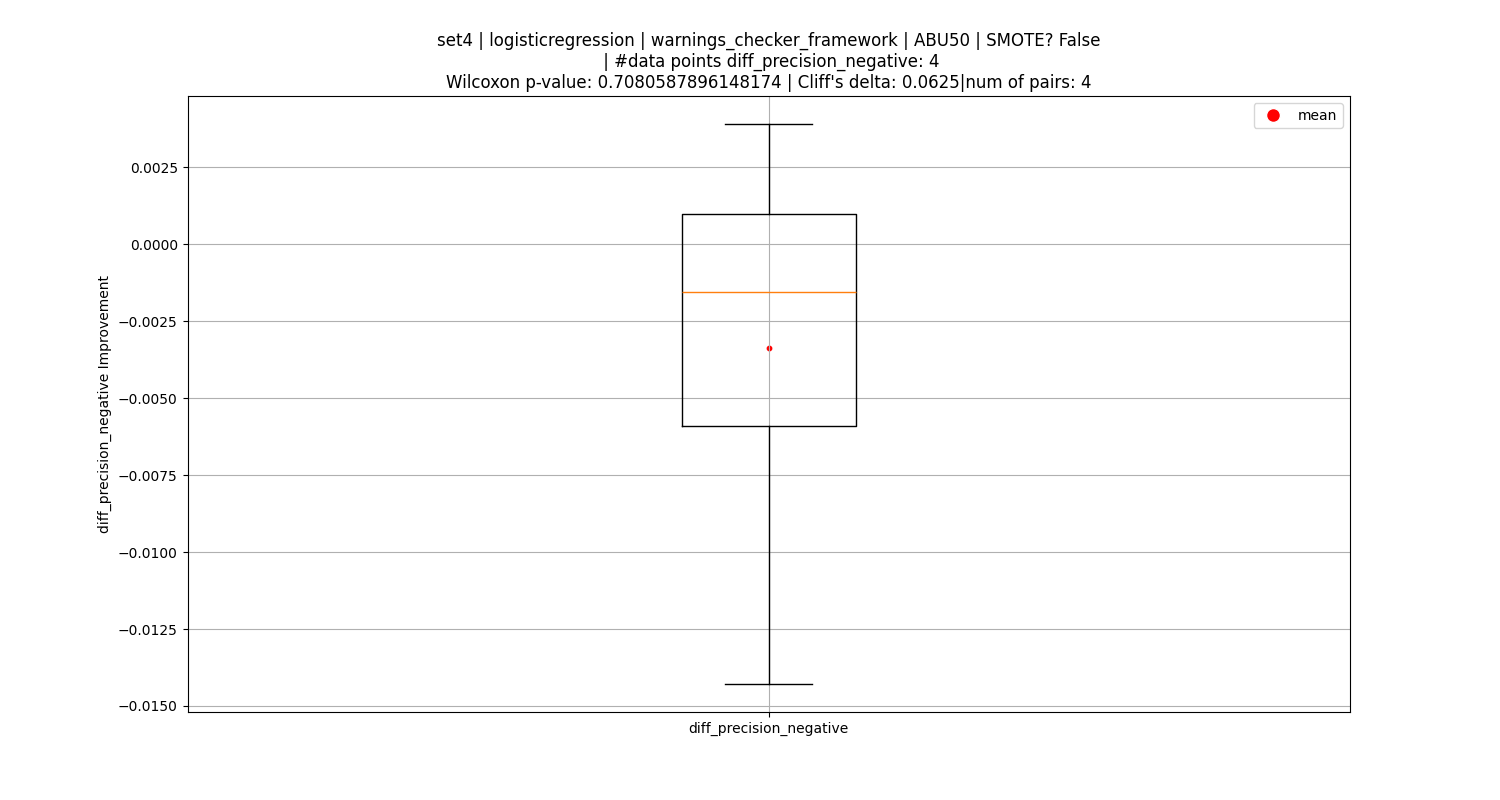 set4 | logisticregression | warnings_checker_framework | ABU50 | SMOTE? False
| #data points diff_precision_negative: 4
Wilcoxon p-value: 0.7080587896148174 | Cliff's delta: 0.0625|num of pairs: 4
mean
0.0025
0.0000
−0.0025
−0.0050
−0.0075
−0.0100
−0.0125
−0.0150
diff_precision_negative Improvement
diff_precision_negative